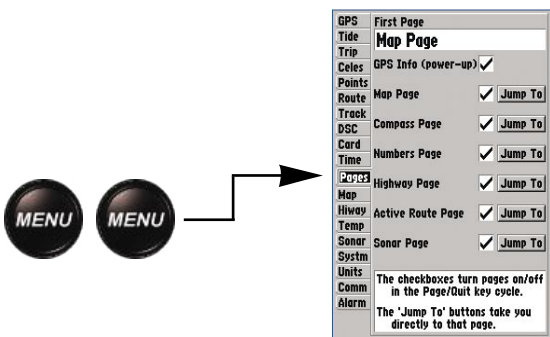 MENU MENU
GPS
Tide
Trip
Celes
Points
Route
Track
DSC
Card
Time
Pages
Map
Hiway
Temp
Sonar
Systm
Units
Comm
Alarm
First Page
Map Page
GPS Info (power-up)
Map Page Jump To
Compass Page Jump To
Numbers Page Jump To
Highway Page Jump To
Active Route Page Jump To
Sonar Page Jump To
The checkboxes turn pages on/off
in the Page/Quit key cycle.
The 'Jump To' buttons take you
directly to that page.